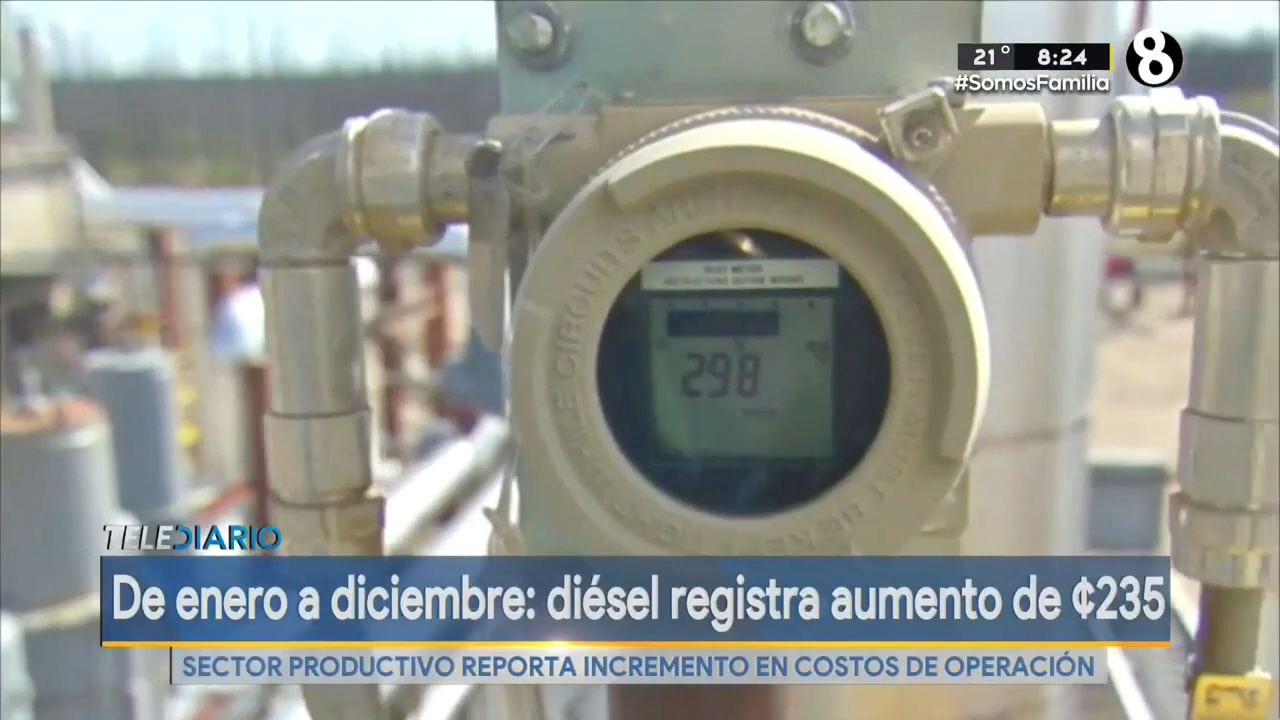 21° 8:24
8
#SomosFamilia
298
TELEDIARIO
De enero a diciembre: diésel registra aumento de ₡235
SECTOR PRODUCTIVO REPORTA INCREMENTO EN COSTOS DE OPERACIÓN